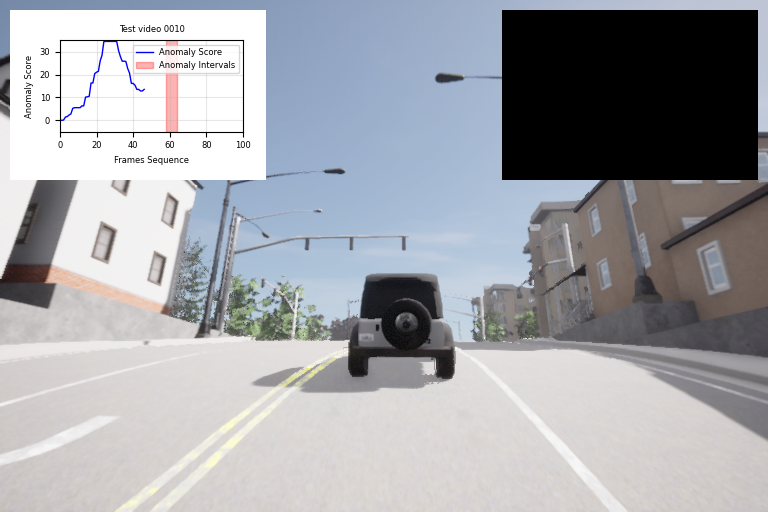 Test video 0010
Anomaly Score
30
20
10
0
Anomaly Score
Anomaly Intervals
0 20 40 60 80 100
Frames Sequence